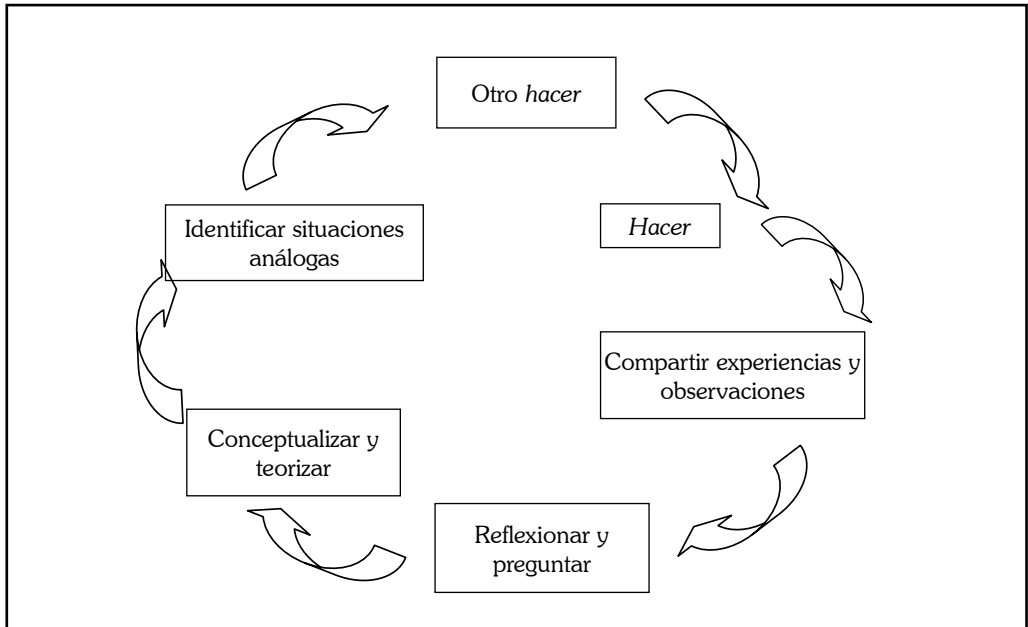 Otro hacer
Hacer
Compartir experiencias y
observaciones
Reflexionar y
preguntar
Conceptualizar y
teorizar
Identificar situaciones
análogas